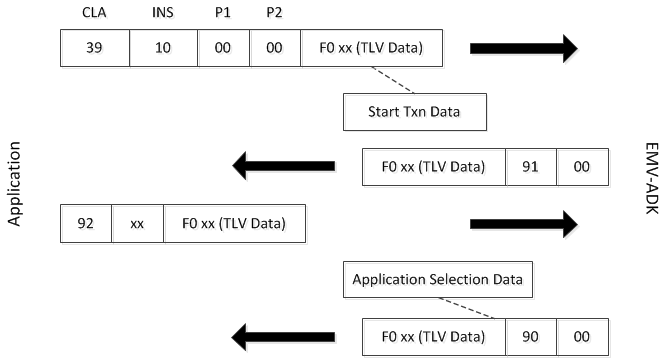 CLA INS P1 P2
39 10 00 00 F0 xx (TLV Data)
Start Txn Data
Application
EMV-ADK
F0 xx (TLV Data) 91 00
92 xx F0 xx (TLV Data)
Application Selection Data
F0 xx (TLV Data) 90 00